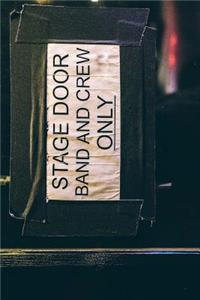 STAGE DOOR
BAND AND CREW
ONLY